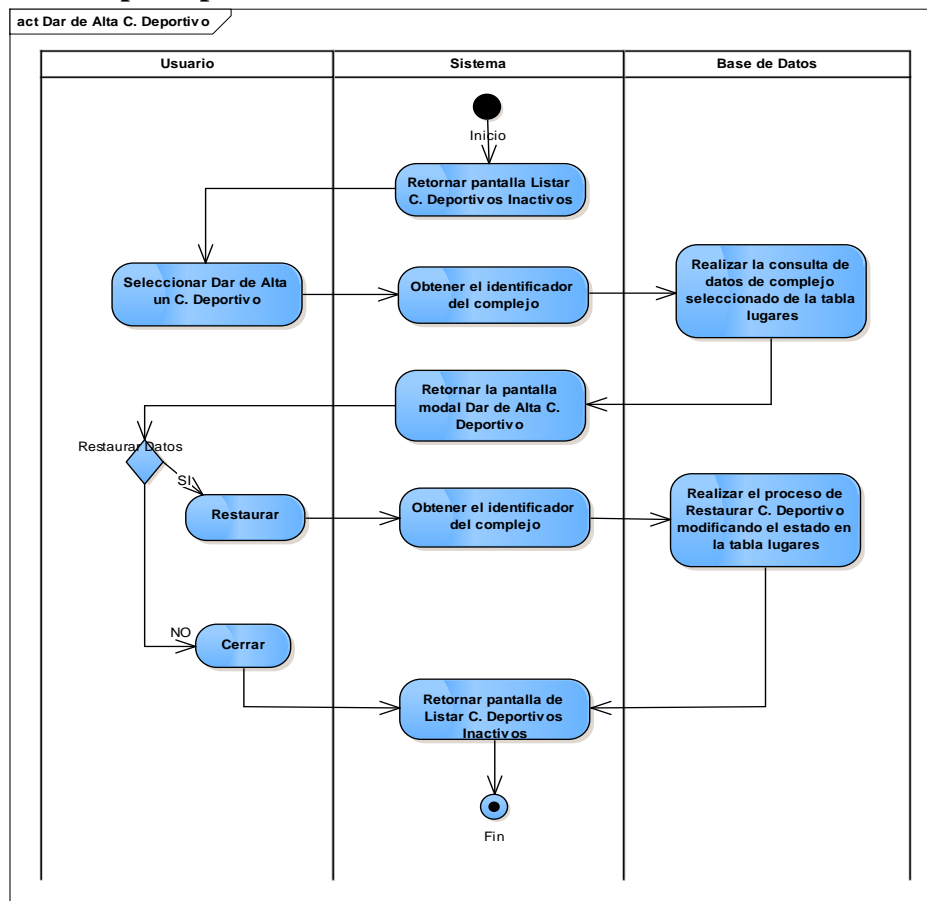 act Dar de Alta C. Deportivo
Usuario
Sistema
Base de Datos
Inicio
Retornar pantalla Listar
C. Deportivos Inactivos
Seleccionar Dar de Alta
un C. Deportivo
Obtener el identificador
del complejo
Realizar la consulta de
datos de complejo
seleccionado de la tabla
lugares
Retornar la pantalla
modal Dar de Alta C.
Deportivo
Restaurar Datos
SI
Restaurar
Obtener el identificador
del complejo
Realizar el proceso de
Restaurar C. Deportivo
modificando el estado en
la tabla lugares
NO
Cerrar
Retornar pantalla de
Listar C. Deportivos
Inactivos
Fin